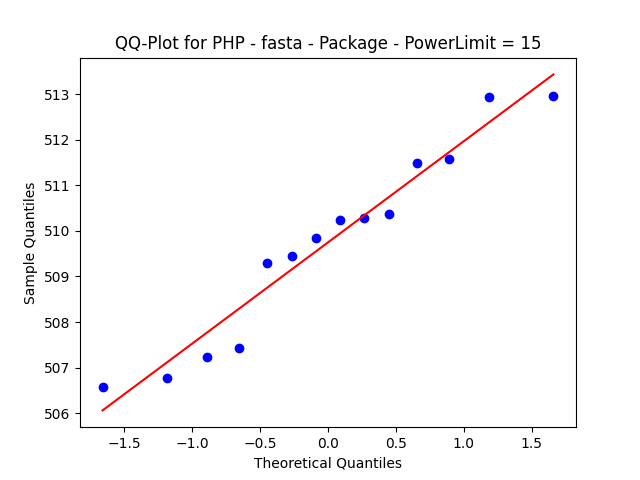 QQ-Plot for PHP - fasta - Package - PowerLimit = 15
Sample Quantiles
513
512
511
510
509
508
507
506
−1.5 −1.0 −0.5 0.0 0.5 1.0 1.5
Theoretical Quantiles